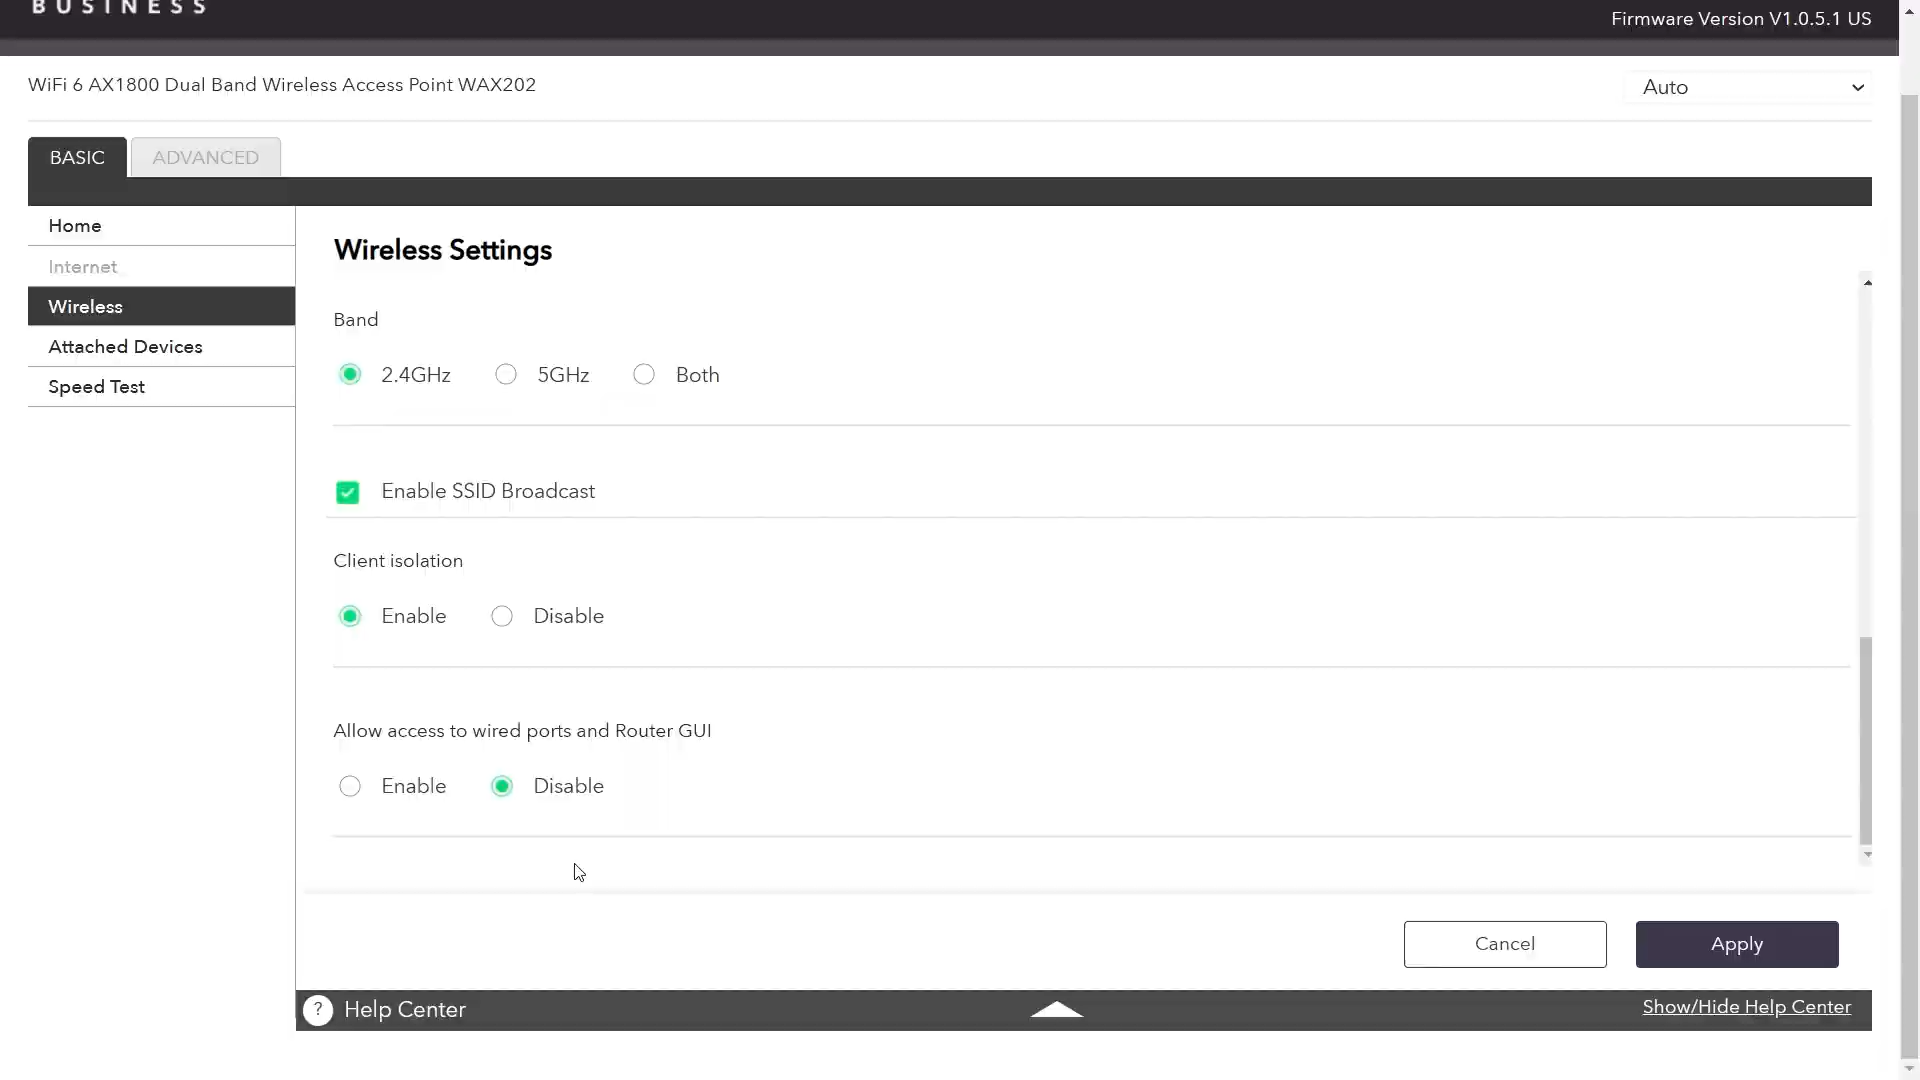 BUSINESS
Firmware Version V1.0.5.1 US
WiFi 6 AX1800 Dual Band Wireless Access Point WAX202
Auto
BASIC
ADVANCED
Home
Internet
Wireless
Attached Devices
Speed Test
Wireless Settings
Band
2.4GHz 5GHz Both
Enable SSID Broadcast
Client isolation
Enable Disable
Allow access to wired ports and Router GUI
Enable Disable
Cancel
Apply
? Help Center
Show/Hide Help Center